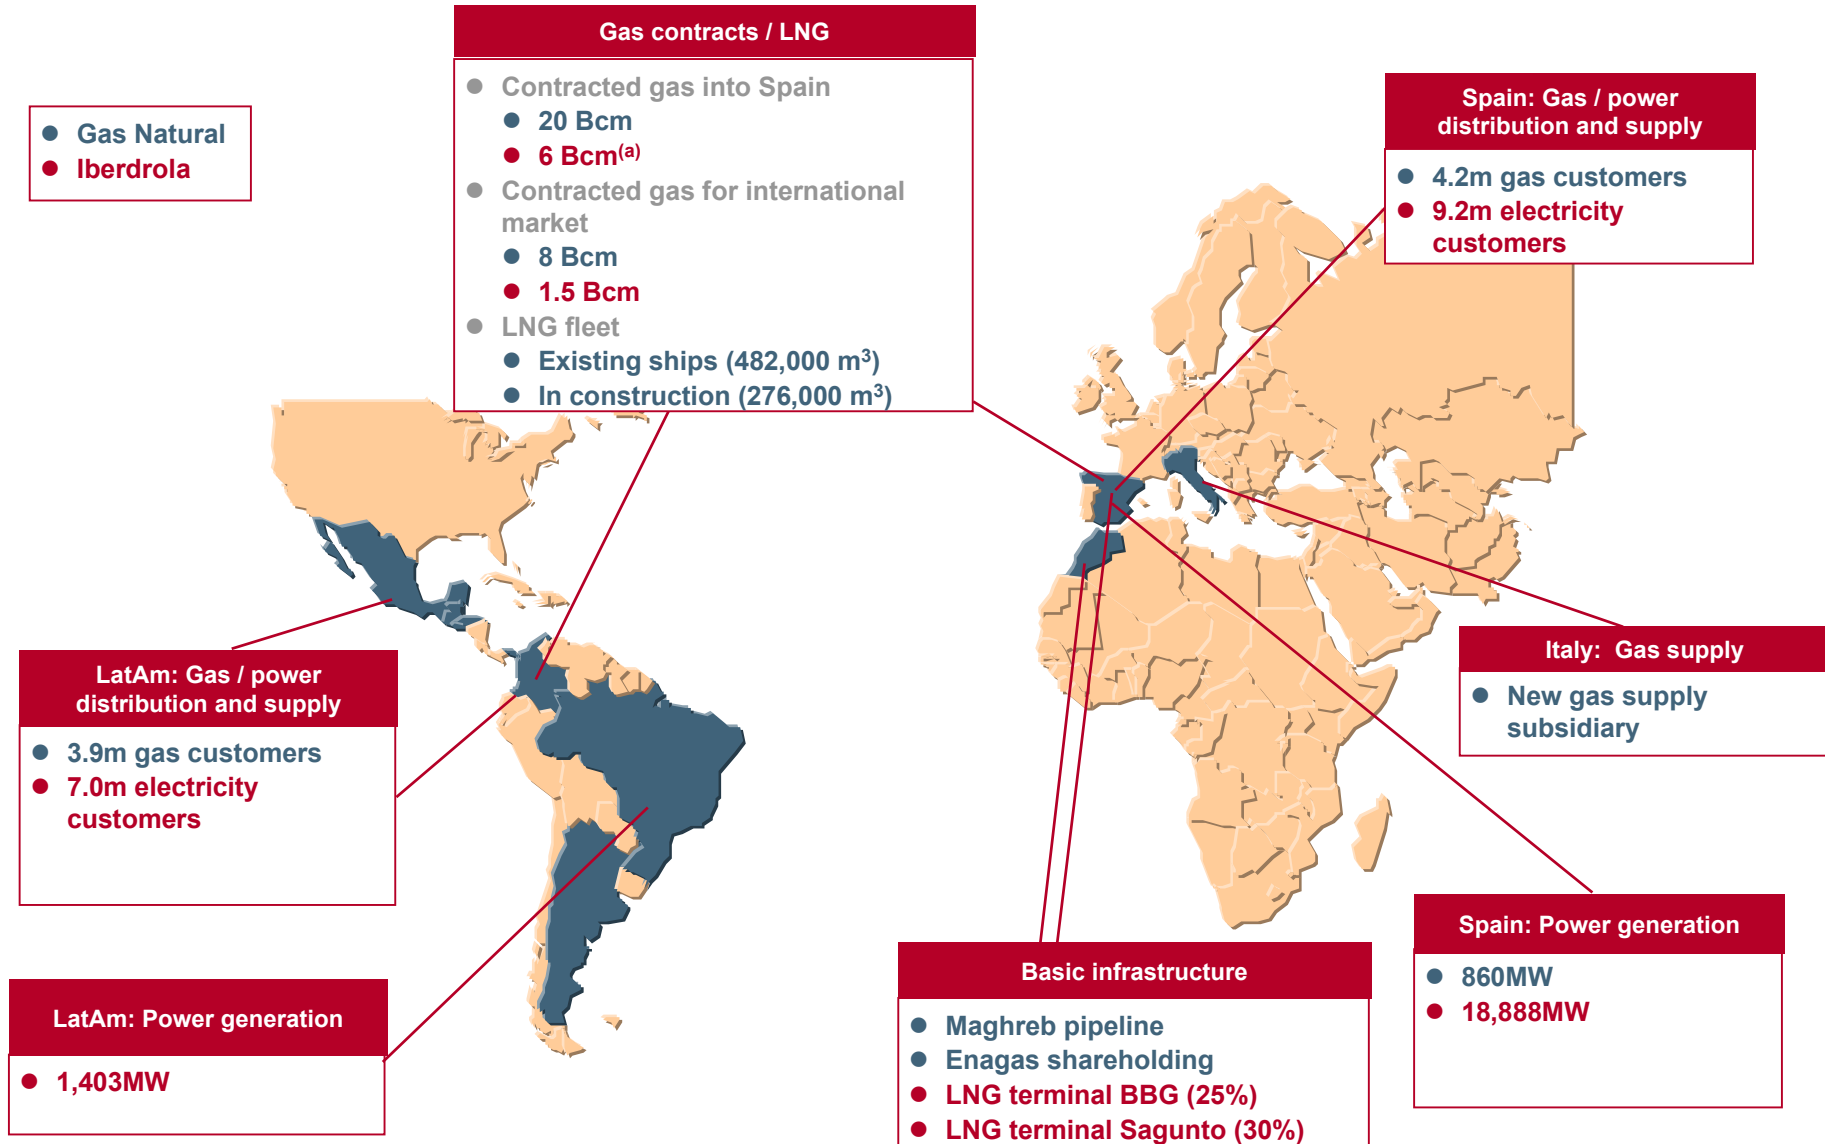 Gas contracts / LNG
Contracted gas into Spain
20 Bcm
6 Bcm(a)
Contracted gas for international
market
8 Bcm
1.5 Bcm
LNG fleet
Existing ships (482,000 m³)
In construction (276,000 m³)
Gas Natural
Iberdrola
Spain: Gas / power
distribution and supply
4.2m gas customers
9.2m electricity
customers
LatAm: Gas / power
distribution and supply
3.9m gas customers
7.0m electricity
customers
Italy: Gas supply
New gas supply
subsidiary
LatAm: Power generation
1,403MW
Basic infrastructure
Maghreb pipeline
Enagas shareholding
LNG terminal BBG (25%)
LNG terminal Sagunto (30%)
Spain: Power generation
860MW
18,888MW